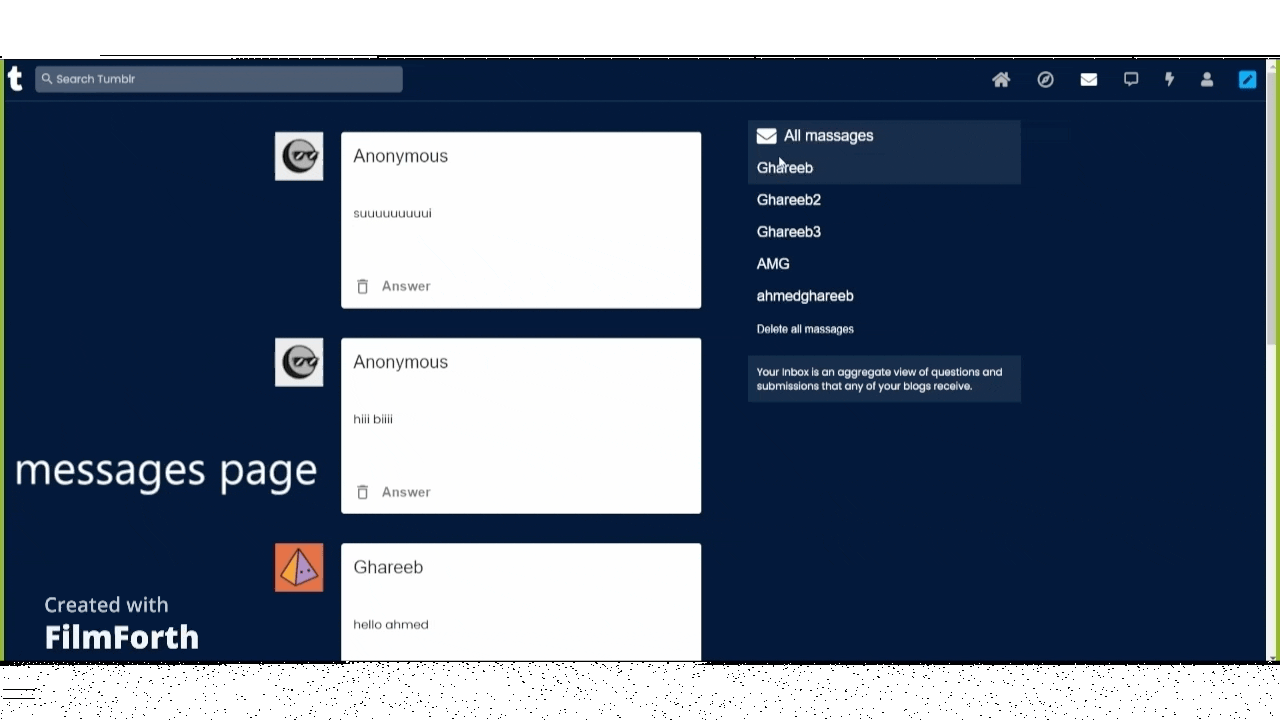 t
Search Tumblr
Anonymous
suuuuuuuuui
Answer
Anonymous
hiii biiii
Answer
Ghareeb
hello ahmed
All massages
Ghareeb
Ghareeb2
Ghareeb3
AMG
ahmedghareeb
Delete all massages
Your Inbox is an aggregate view of questions and
submissions that any of your blogs receive.
messages page
Created with
FilmForth